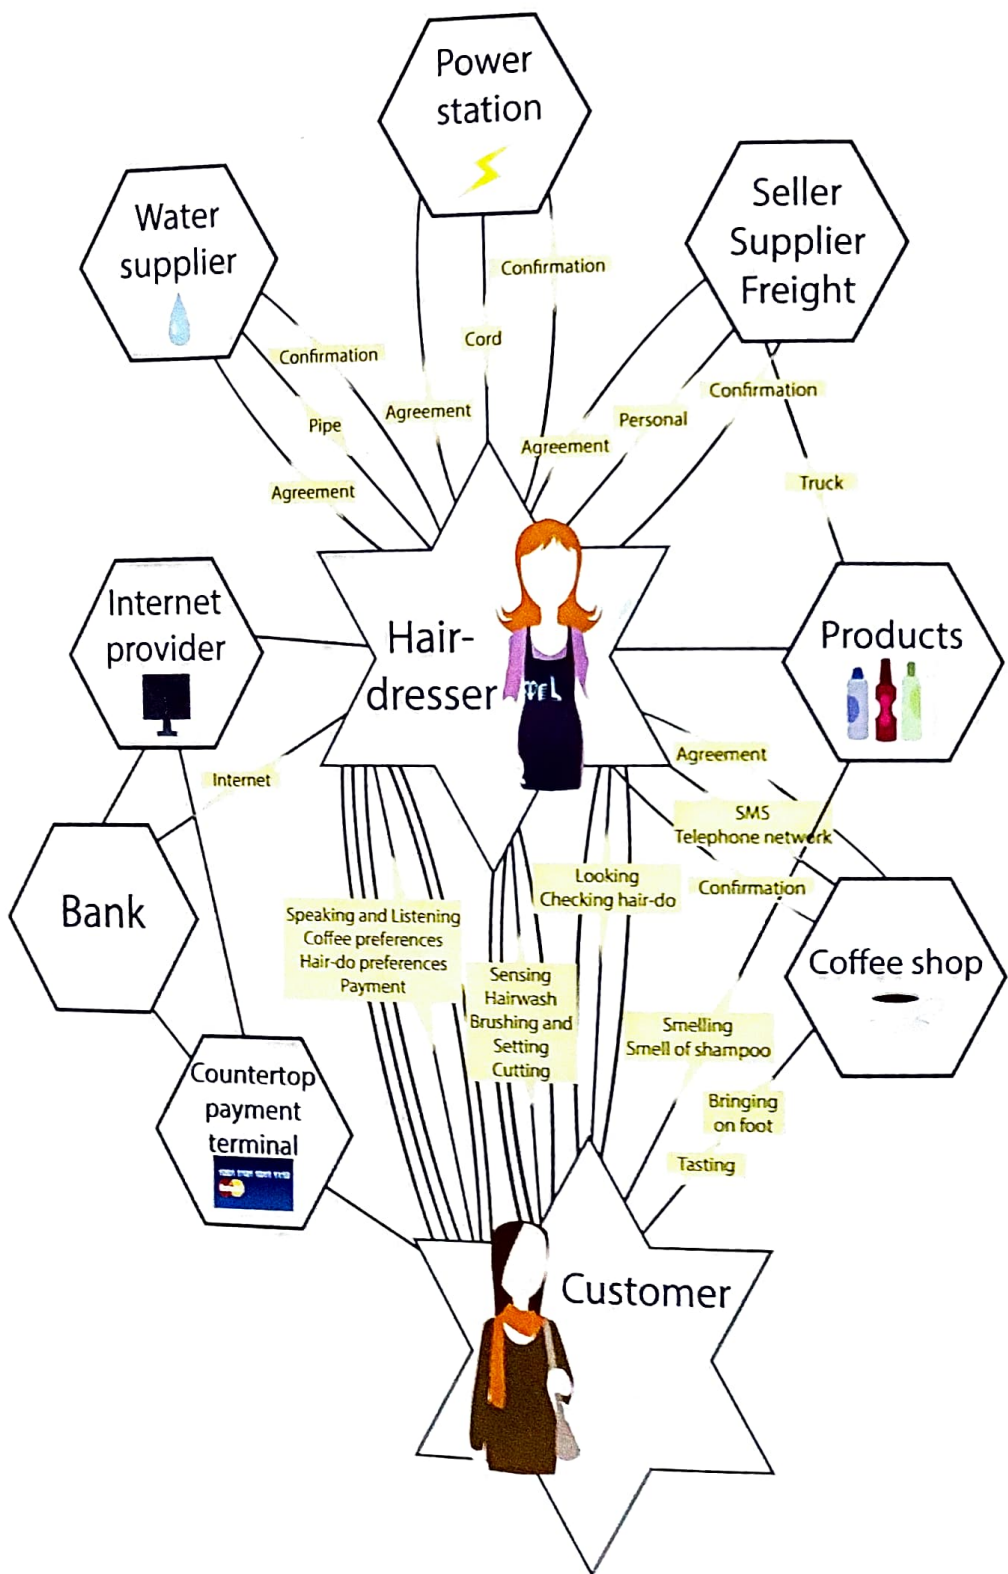 Power
station
Water
supplier
Seller
Supplier
Freight
Confirmation
Cord
Confirmation
Agreement
Pipe
Agreement
Agreement
Personal
Confirmation
Truck
Internet
provider
Hair-
dresser
Products
Internet
Agreement
SMS
Telephone network
Confirmation
Bank
Looking
Checking hair-do
Speaking and Listening
Coffee preferences
Hair-do preferences
Payment
Coffee shop
Sensing
Hairwash
Brushing and
Setting
Cutting
Smelling
Smell of shampoo
Countertop
payment
terminal
Bringing
on foot
Tasting
Customer